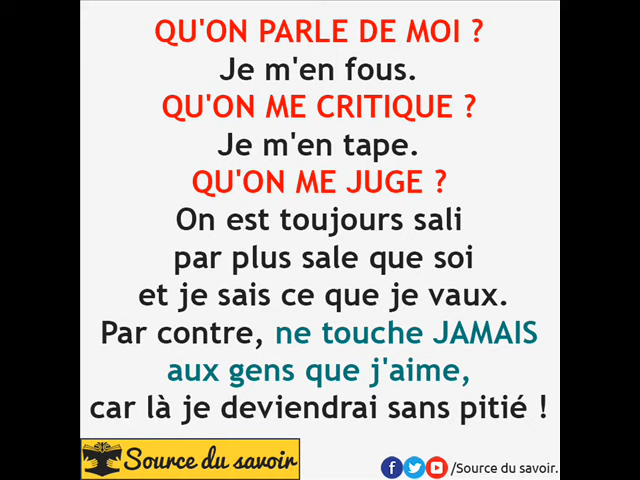 QU'ON PARLE DE MOI ?
Je m'en fous.
QU'ON ME CRITIQUE ?
Je m'en tape.
QU'ON ME JUGE ?
On est toujours sali
par plus sale que soi
et je sais ce que je vaux.
Par contre, ne touche JAMAIS
aux gens que j'aime,
car là je deviendrai sans pitié !
Source du savoir
/Source du savoir.